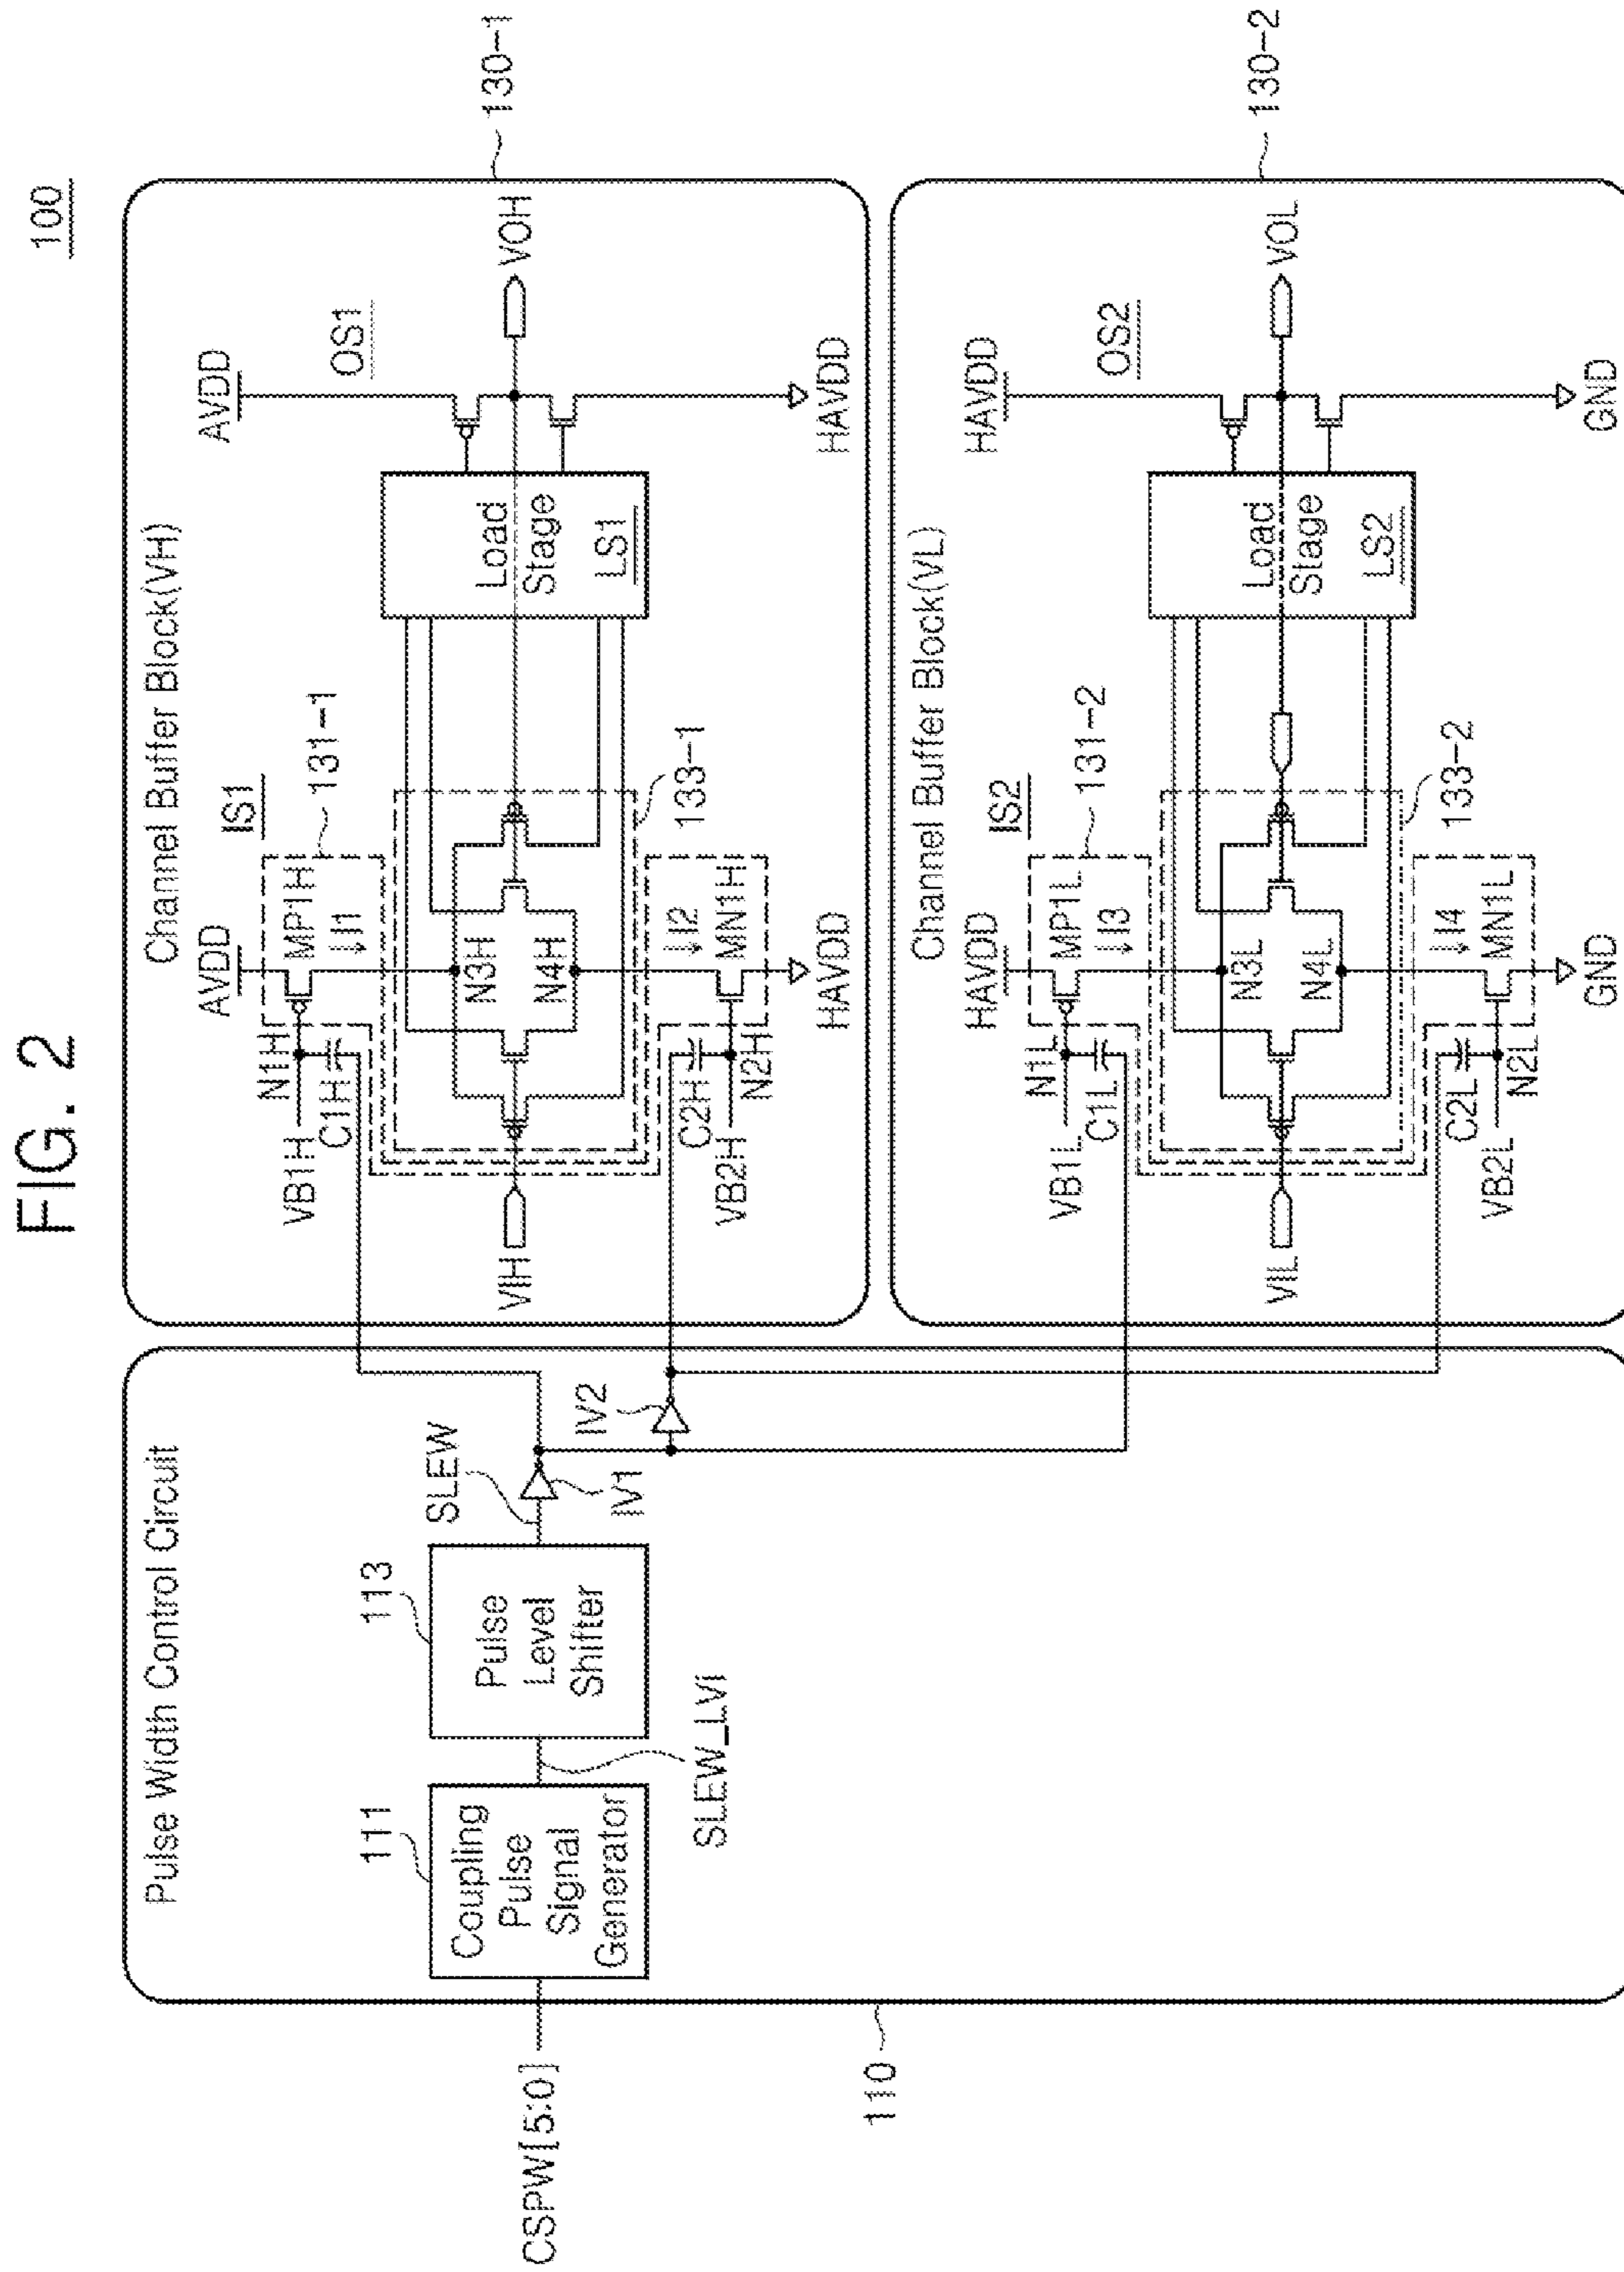 FIG. 2
100
Pulse Width Control Circuit
CSPW[5:0]
111
Coupling
Pulse
Signal
Generator
SLEW_LVI
113
Pulse
Level
Shifter
SLEW
IV1
IV2
110
Channel Buffer Block(VH)
130-1
AVDD
IS1
131-1
N1H
MP1H
VB1H
C1H
↓I1
VIH
N3H
N4H
133-1
C2H
↓I2
VB2H
N2H
MN1H
HAVDD
Load
Stage
LS1
AVDD
OS1
VOH
HAVDD
Channel Buffer Block(VL)
130-2
HAVDD
IS2
131-2
N1L
MP1L
VB1L
C1L
↓I3
VIL
N3L
N4L
133-2
C2L
↓I4
VB2L
N2L
MN1L
GND
Load
Stage
LS2
HAVDD
OS2
VOL
GND